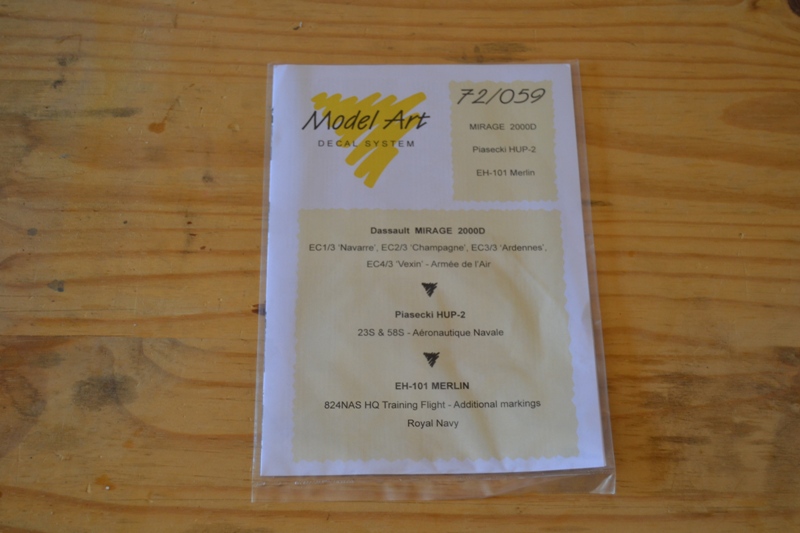 Model Art
DECAL SYSTEM
72/059
MIRAGE 2000D
Piasecki HUP-2
EH-101 Merlin
Dassault MIRAGE 2000D
EC1/3 'Navarre', EC2/3 'Champagne', EC3/3 'Ardennes',
EC4/3 'Vexin' - Armée de l'Air
Piasecki HUP-2
23S & 58S - Aéronautique Navale
EH-101 MERLIN
824NAS HQ Training Flight - Additional markings
Royal Navy